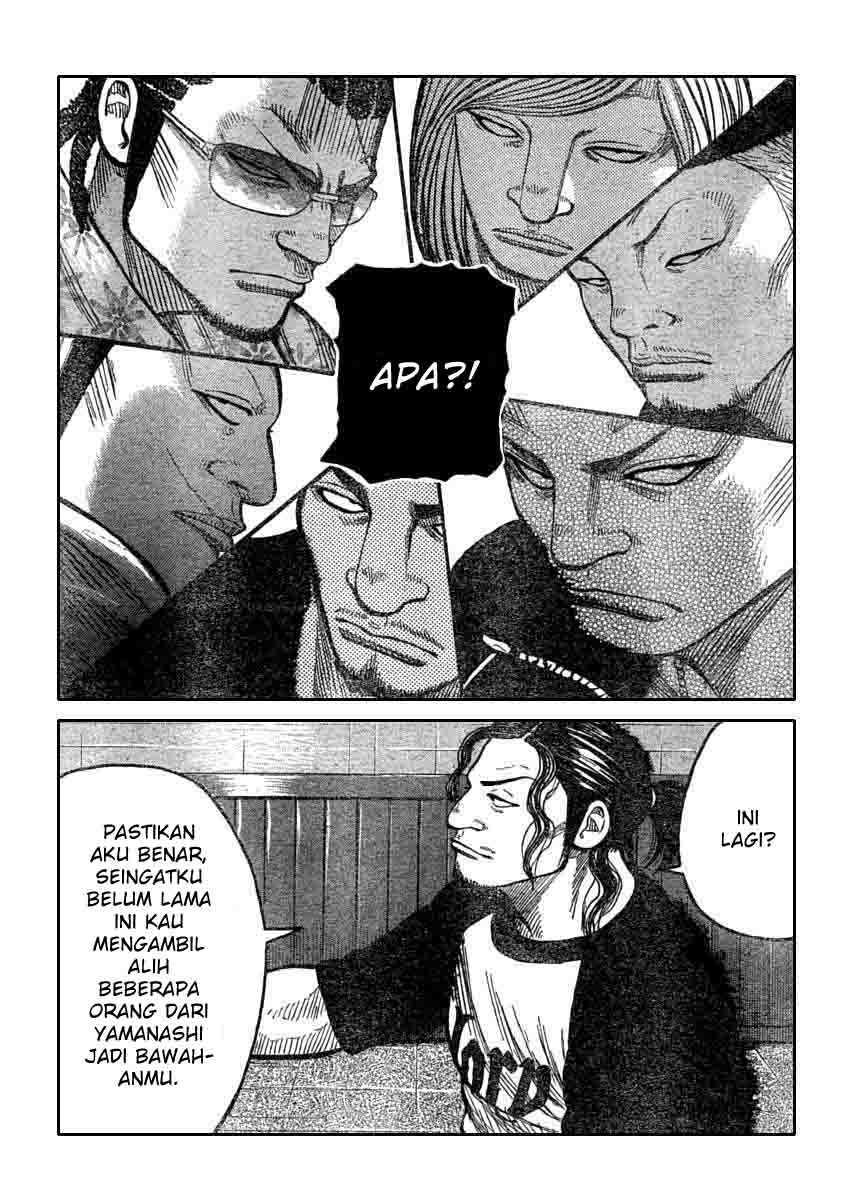 APA?!
INI
LAGI?
PASTIKAN
AKU BENAR,
SEINGATKU
BELUM LAMA
INI KAU
MENGAMBIL
ALIH
BEBERAPA
ORANG DARI
YAMANASHI
JADI BAWAH-
ANMU.